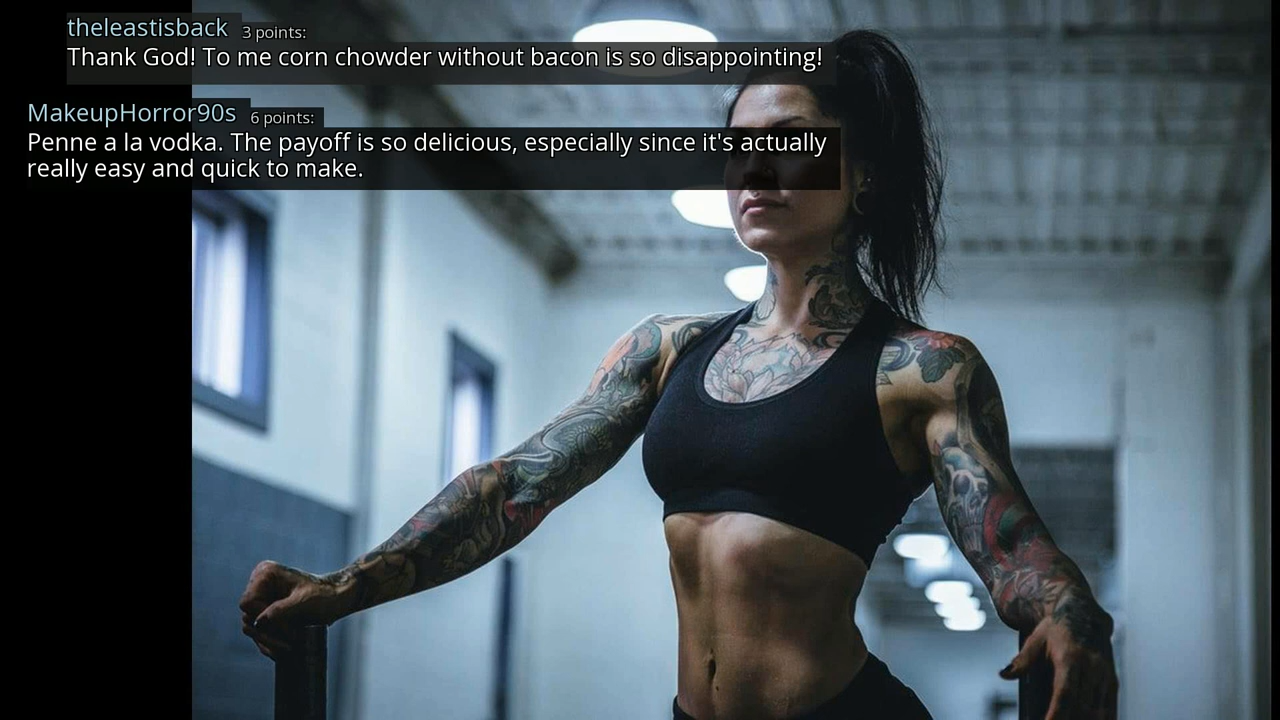 theleastisback 3 points:
Thank God! To me corn chowder without bacon is so disappointing!
MakeupHorror90s 6 points:
Penne a la vodka. The payoff is so delicious, especially since it's actually
really easy and quick to make.